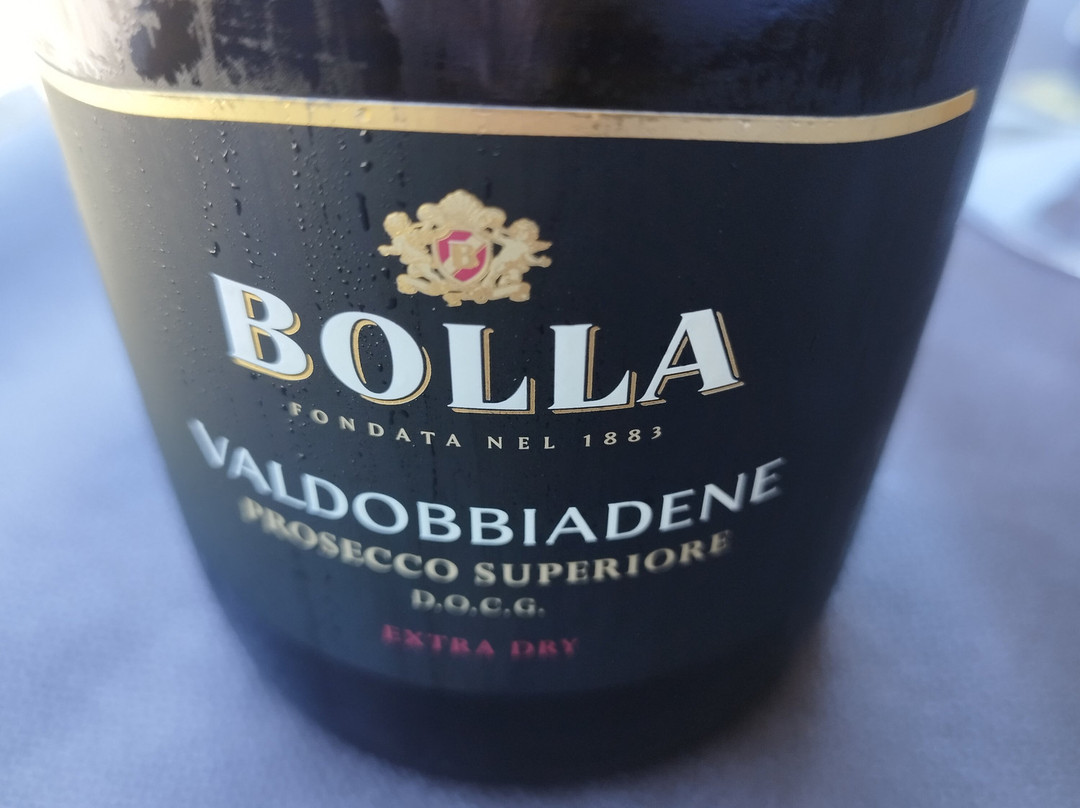 B
BOLLA
FONDATA NEL 1883
VALDOBBIADENE
PROSECCO SUPERIORE
D.O.C.G.
EXTRA DRY